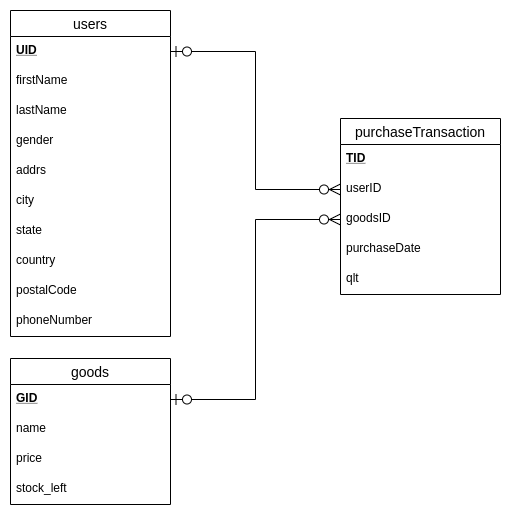 users
UID
firstName
lastName
gender
addrs
city
state
country
postalCode
phoneNumber
purchaseTransaction
TID
userID
goodsID
purchaseDate
qlt
goods
GID
name
price
stock_left